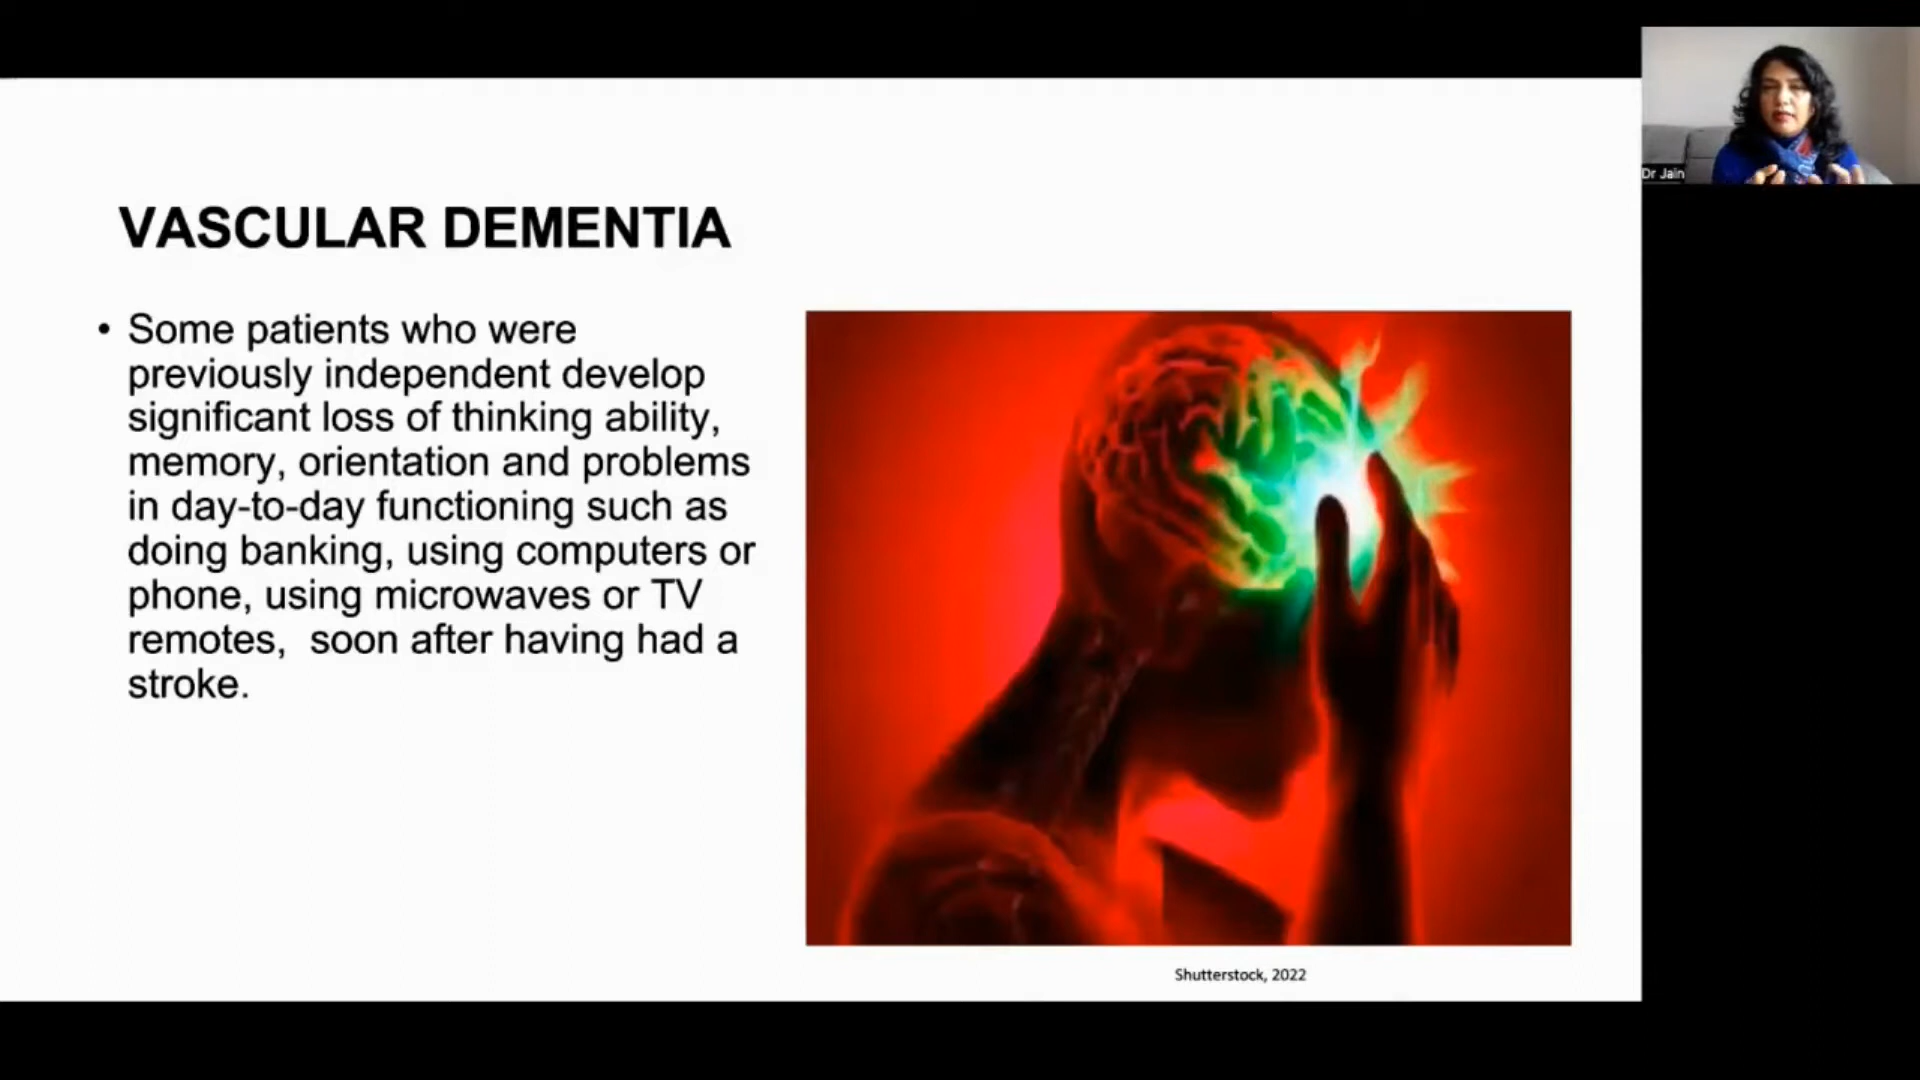 Dr Jain
VASCULAR DEMENTIA
• Some patients who were
previously independent develop
significant loss of thinking ability,
memory, orientation and problems
in day-to-day functioning such as
doing banking, using computers or
phone, using microwaves or TV
remotes,  soon after having had a
stroke.
Shutterstock, 2022